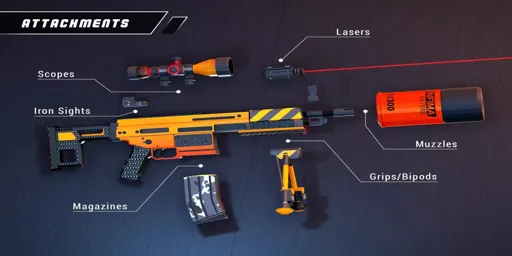 ATTACHMENTS
Lasers
Scopes
Iron Sights
Muzzles
Grips/Bipods
Magazines